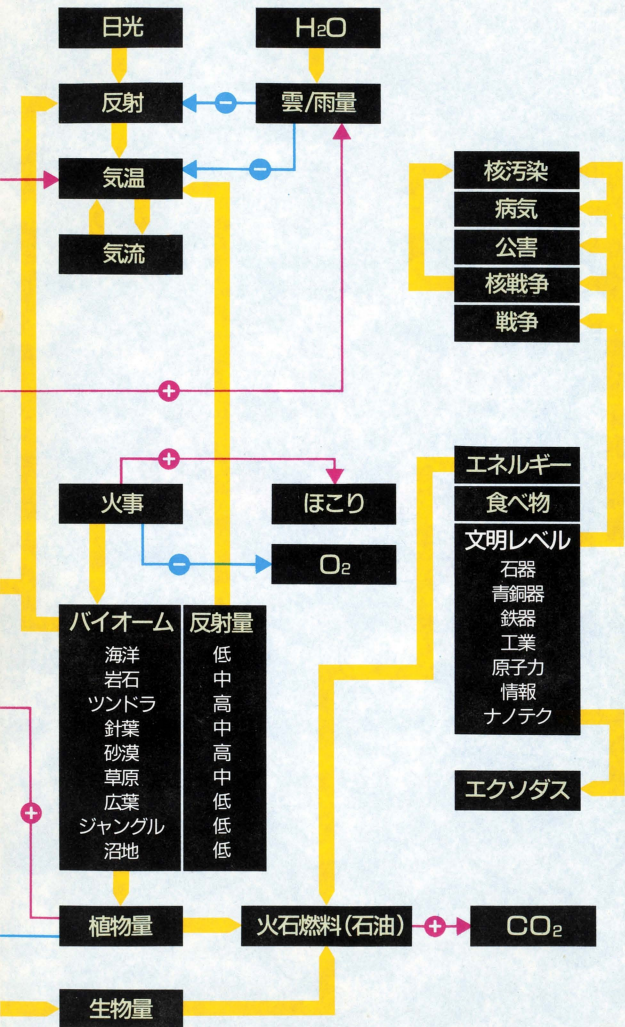 日光
H₂O
反射
雲/雨量
気温
気流
核汚染
病気
公害
核戦争
戦争
火事
ほこり
O₂
エネルギー
食べ物
文明レベル
石器
青銅器
鉄器
工業
原子力
情報
ナノテク
エクソダス
バイオーム 反射量
海洋 低
岩石 中
ツンドラ 高
針葉 中
砂漠 高
草原 中
広葉 低
ジャングル 低
沼地 低
植物量
火石燃料(石油)
CO₂
生物量